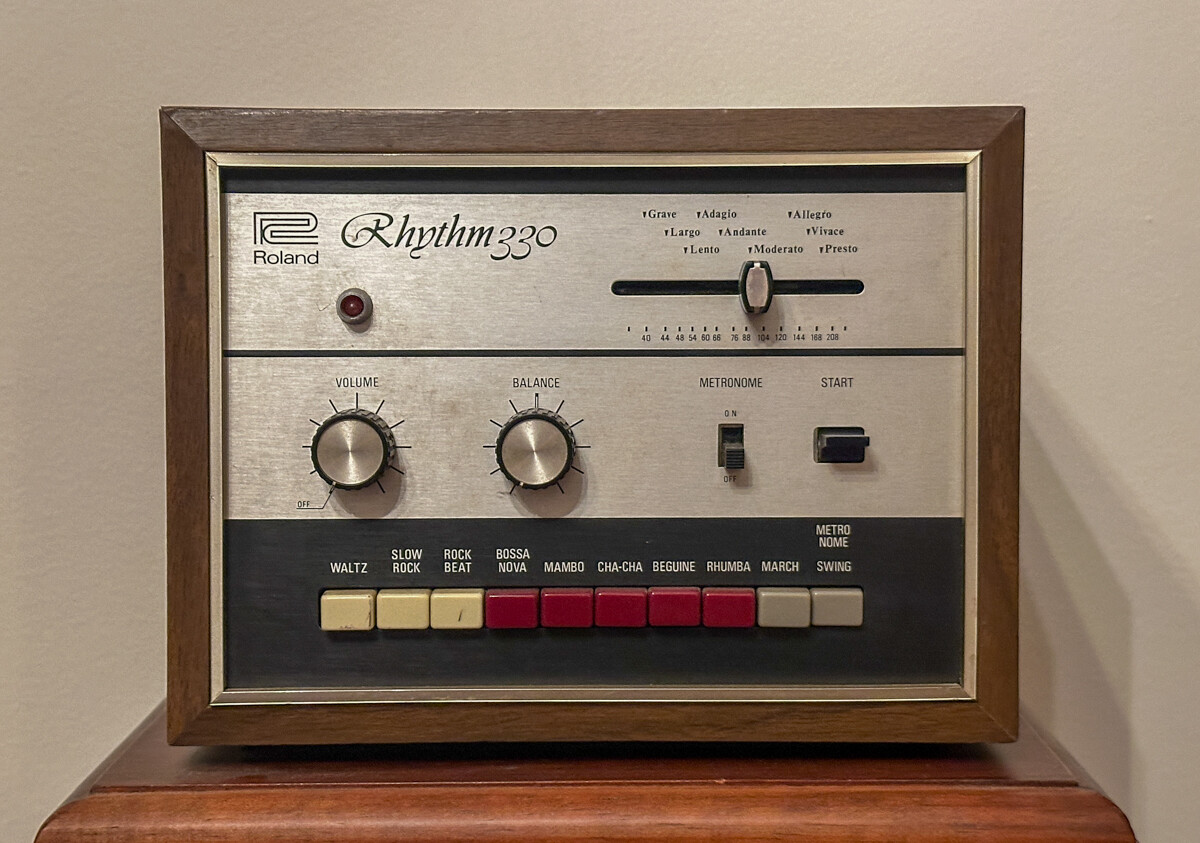 Roland
Rhythm 330
Grave Adagio Allegro
Largo Andante Vivace
Lento Moderato Presto
40 44 48 54 60 66 76 88 104 120 144 168 208
VOLUME BALANCE METRONOME START
ON
OFF
OFF
METRO
NOME
SLOW ROCK BOSSA
WALTZ ROCK BEAT NOVA MAMBO CHA-CHA BEGUINE RHUMBA MARCH SWING